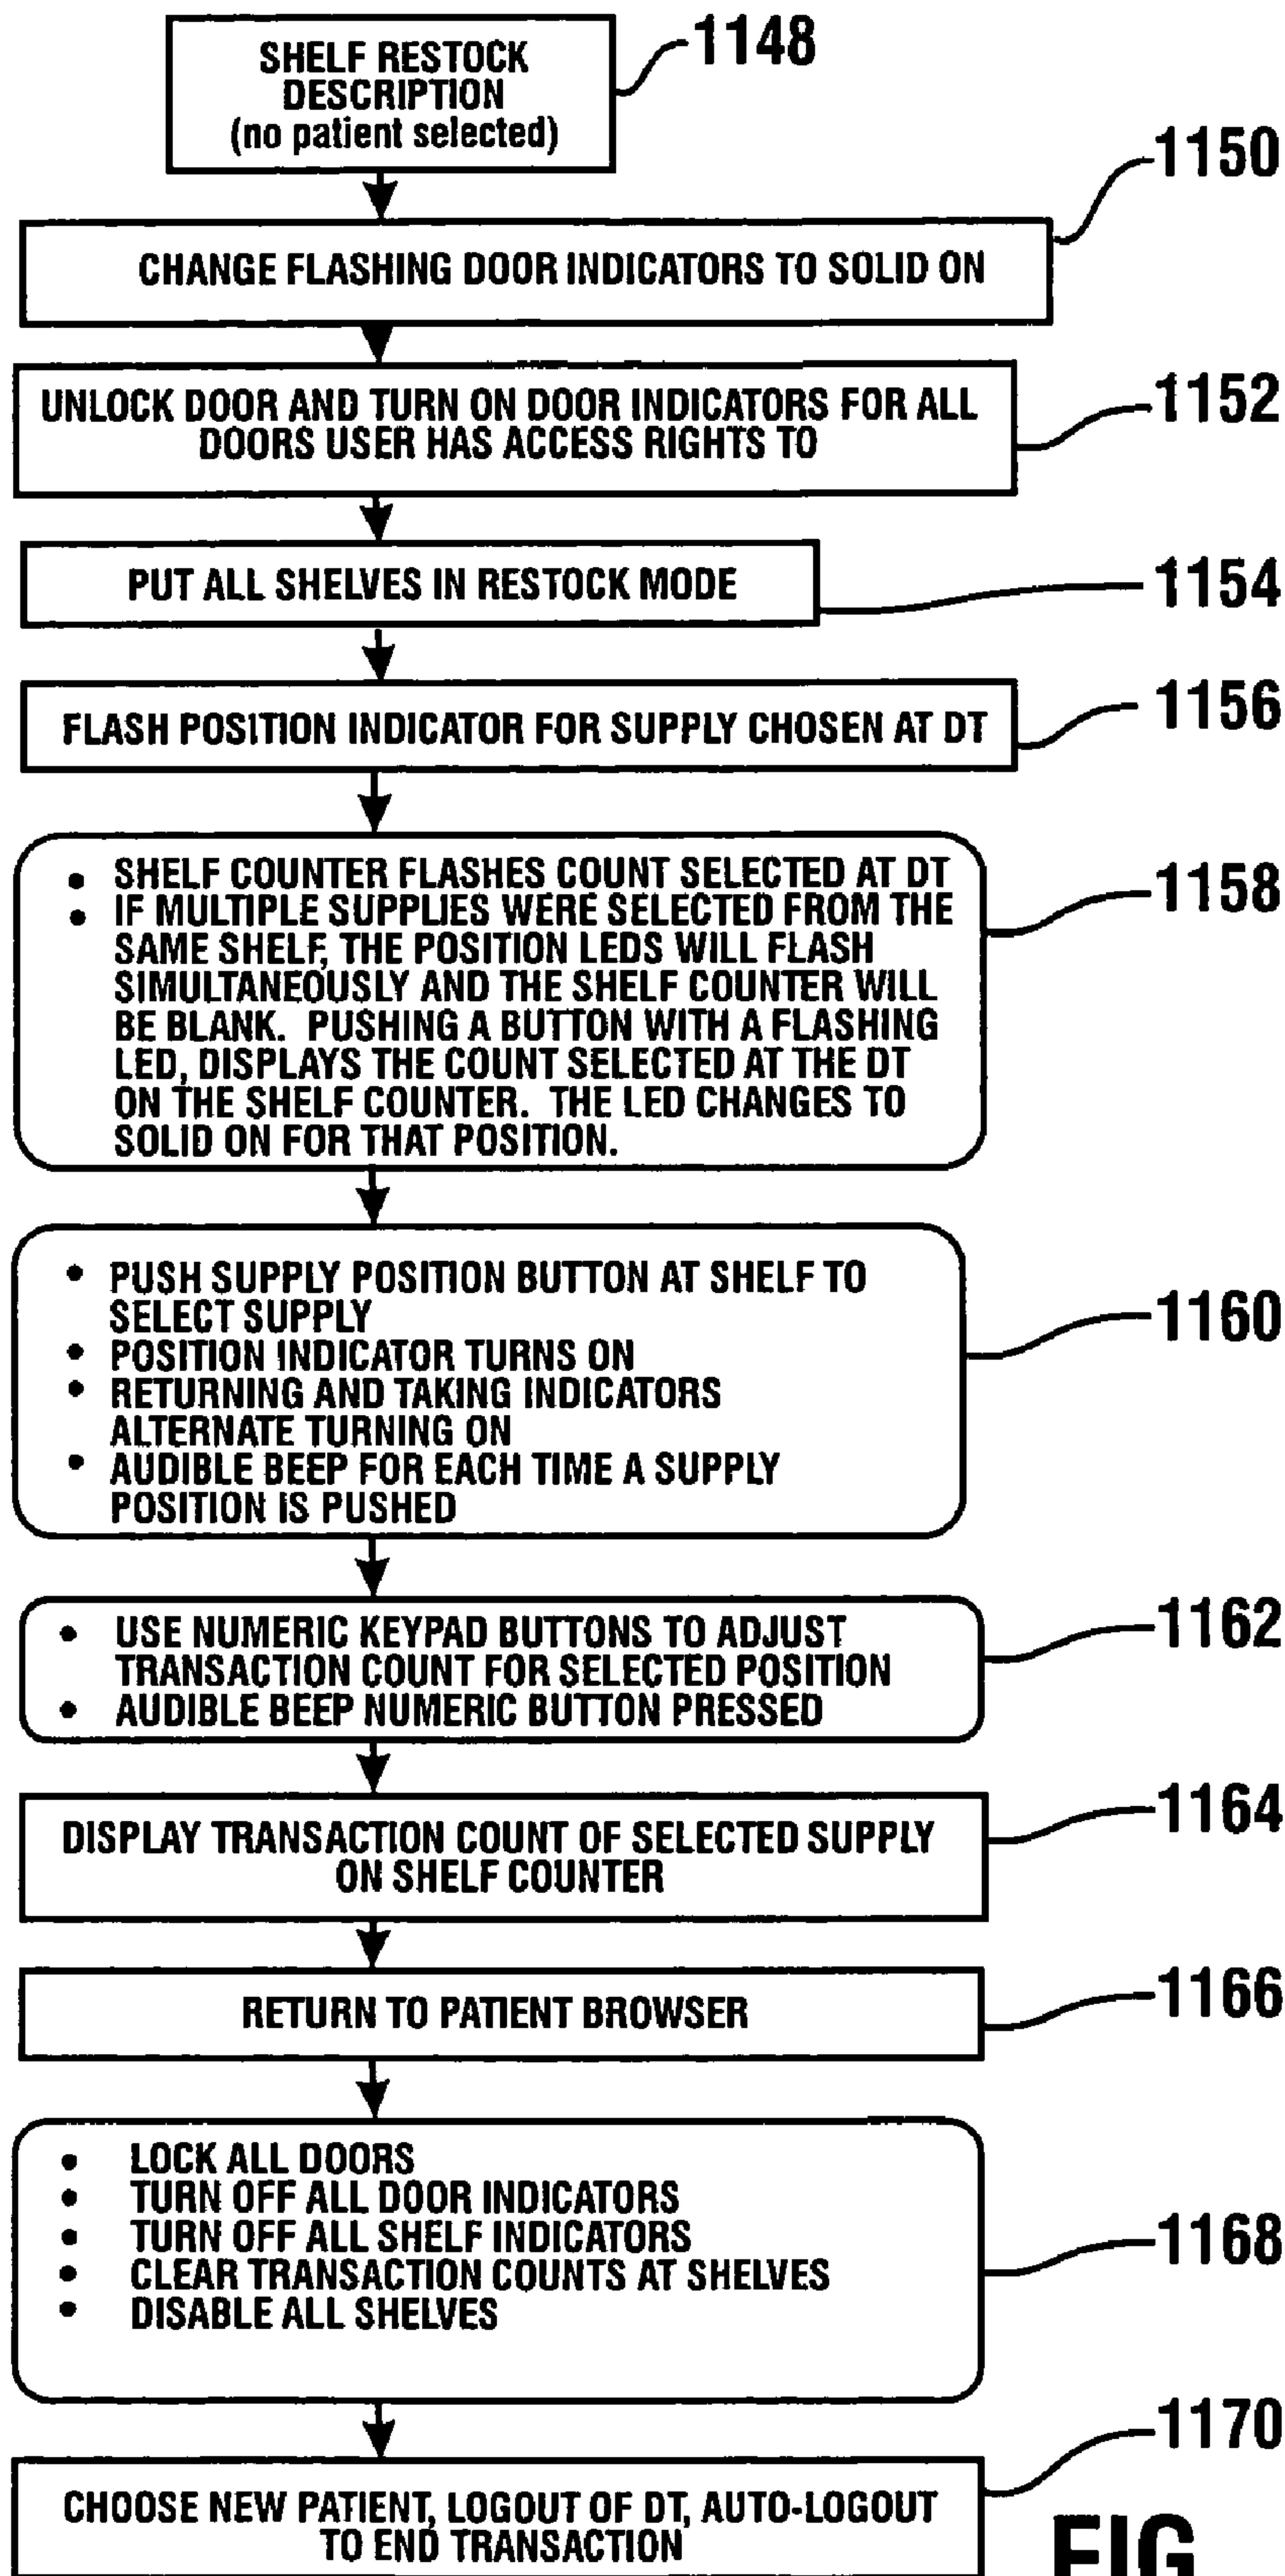 SHELF RESTOCK
DESCRIPTION
(no patient selected)
1148
1150
CHANGE FLASHING DOOR INDICATORS TO SOLID ON
UNLOCK DOOR AND TURN ON DOOR INDICATORS FOR ALL
DOORS USER HAS ACCESS RIGHTS TO
1152
PUT ALL SHELVES IN RESTOCK MODE
1154
FLASH POSITION INDICATOR FOR SUPPLY CHOSEN AT DT
1156
• SHELF COUNTER FLASHES COUNT SELECTED AT DT
• IF MULTIPLE SUPPLIES WERE SELECTED FROM THE
SAME SHELF, THE POSITION LEDS WILL FLASH
SIMULTANEOUSLY AND THE SHELF COUNTER WILL
BE BLANK. PUSHING A BUTTON WITH A FLASHING
LED, DISPLAYS THE COUNT SELECTED AT THE DT
ON THE SHELF COUNTER. THE LED CHANGES TO
SOLID ON FOR THAT POSITION.
1158
• PUSH SUPPLY POSITION BUTTON AT SHELF TO
SELECT SUPPLY
• POSITION INDICATOR TURNS ON
• RETURNING AND TAKING INDICATORS
ALTERNATE TURNING ON
• AUDIBLE BEEP FOR EACH TIME A SUPPLY
POSITION IS PUSHED
1160
• USE NUMERIC KEYPAD BUTTONS TO ADJUST
TRANSACTION COUNT FOR SELECTED POSITION
• AUDIBLE BEEP NUMERIC BUTTON PRESSED
1162
DISPLAY TRANSACTION COUNT OF SELECTED SUPPLY
ON SHELF COUNTER
1164
RETURN TO PATIENT BROWSER
1166
• LOCK ALL DOORS
• TURN OFF ALL DOOR INDICATORS
• TURN OFF ALL SHELF INDICATORS
• CLEAR TRANSACTION COUNTS AT SHELVES
• DISABLE ALL SHELVES
1168
1170
CHOOSE NEW PATIENT, LOGOUT OF DT, AUTO-LOGOUT
TO END TRANSACTION
FIG